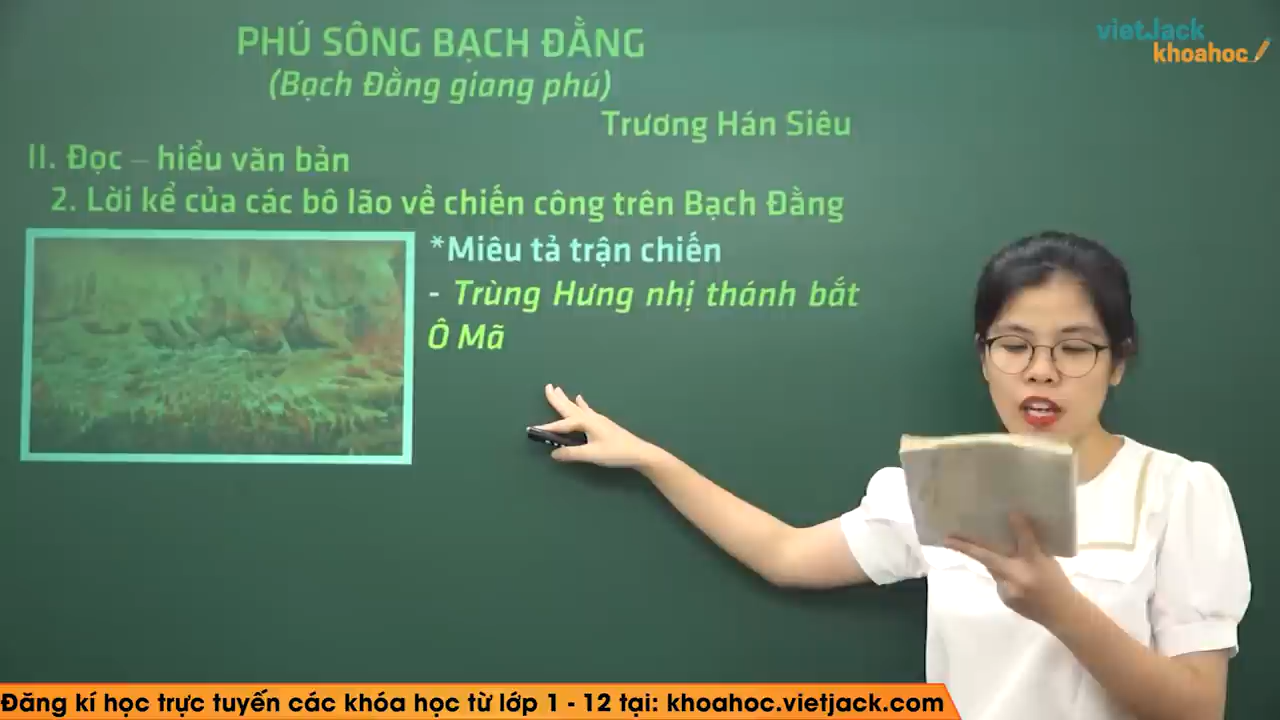 PHÚ SÔNG BẠCH ĐẰNG
(Bạch Đằng giang phú)
Trương Hán Siêu
II. Đọc – hiểu văn bản
2. Lời kể của các bô lão về chiến công trên Bạch Đằng
*Miêu tả trận chiến
- Trùng Hưng nhị thánh bắt
Ô Mã
vietJack
khoahoc
Đăng kí học trực tuyến các khóa học từ lớp 1 - 12 tại: khoahoc.vietjack.com